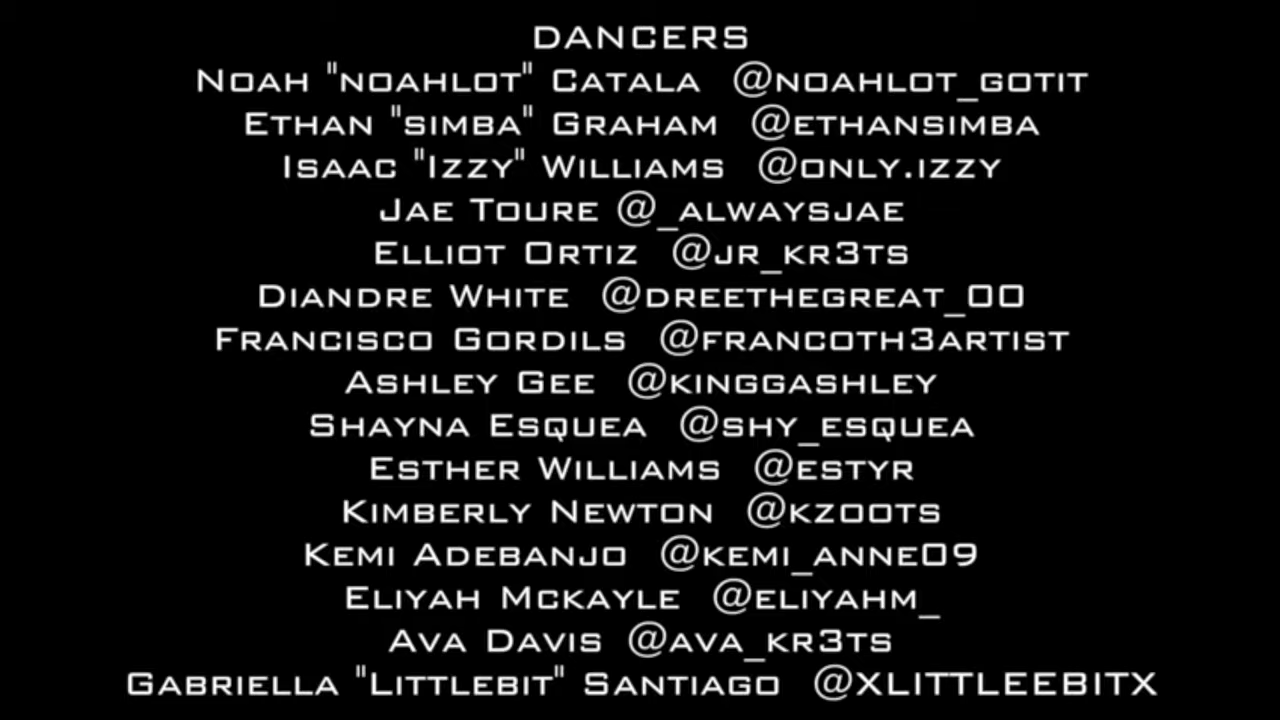 DANCERS
NOAH "NOAHLOT" CATALA @NOAHLOT_GOTIT
ETHAN "SIMBA" GRAHAM @ETHANSIMBA
ISAAC "IZZY" WILLIAMS @ONLY.IZZY
JAE TOURE @_ALWAYSJAE
ELLIOT ORTIZ @JR_KR3TS
DIANDRE WHITE @DREETHEGREAT_00
FRANCISCO GORDILS @FRANCOTH3ARTIST
ASHLEY GEE @KINGGASHLEY
SHAYNA ESQUEA @SHY_ESQUEA
ESTHER WILLIAMS @ESTYR
KIMBERLY NEWTON @KZOOTS
KEMI ADEBANJO @KEMI_ANNE09
ELIYAH MCKAYLE @ELIYAHM_
AVA DAVIS @AVA_KR3TS
GABRIELLA "LITTLEBIT" SANTIAGO @XLITTLEEBITX